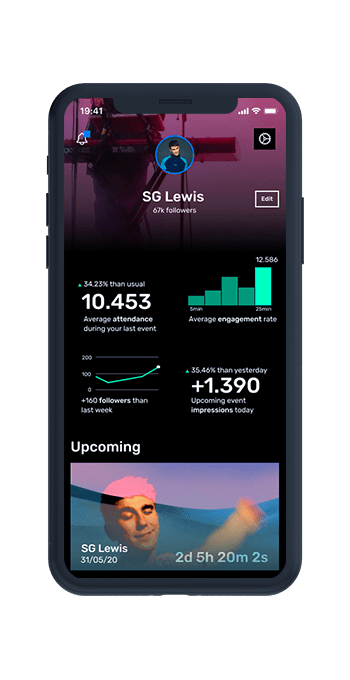 19:41
SG Lewis
67k followers
Edit
34,23% than usual
10.453
Average attendance
during your last event
12.586
5min
25min
Average engagement rate
200
100
0
+160 followers than
last week
35,46% than yesterday
+1.390
Upcoming event
impressions today
Upcoming
SG Lewis
31/05/20
2d 5h 20m 2s